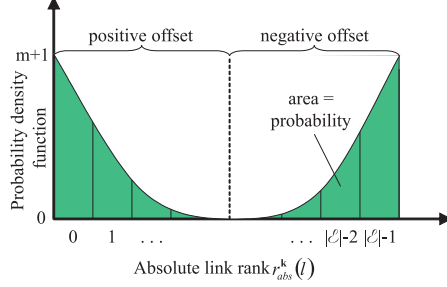 positive offset
negative offset
m+1
area =
probability
Probability density
function
0
0 1 . . . . . . |ℰ|-2 |ℰ|-1
Absolute link rank r^k_abs(l)